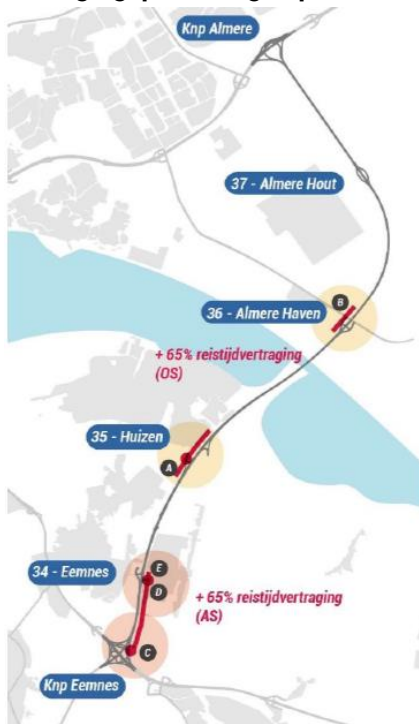 Knp Almere
37 - Almere Hout
B
36 - Almere Haven
+ 65% reistijdvertraging
(OS)
35 - Huizen
A
34 - Eemnes
E
D
+ 65% reistijdvertraging
(AS)
C
Knp Eemnes